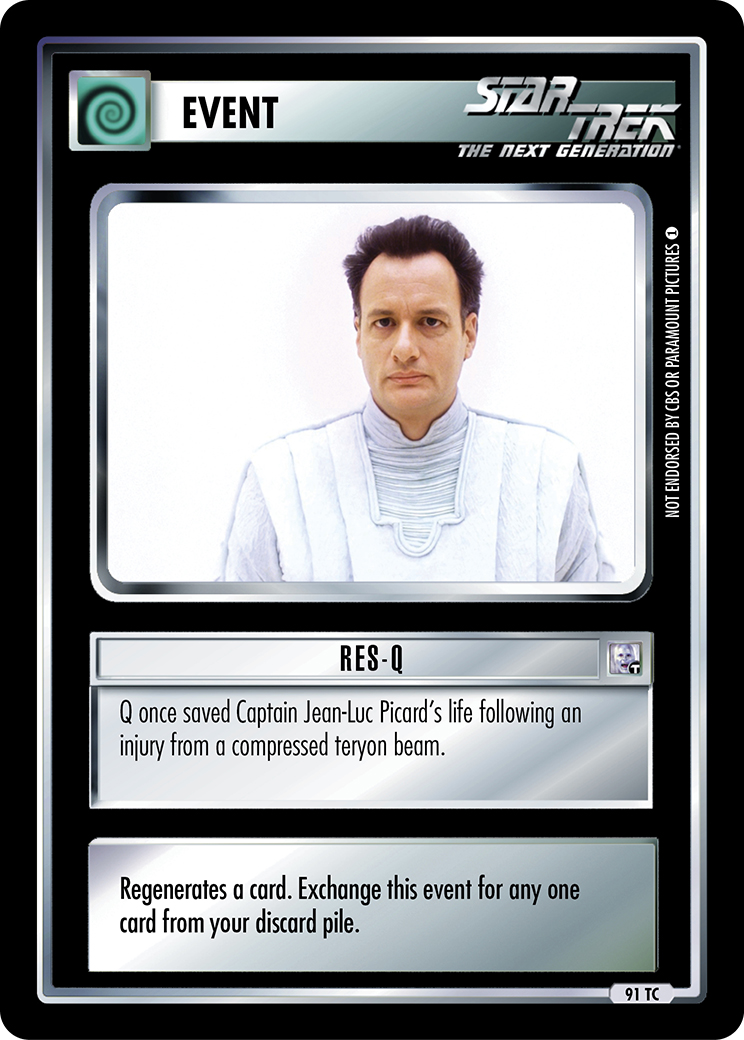 EVENT
STAR TREK
THE NEXT GENERATION
NOT ENDORSED BY CBS OR PARAMOUNT PICTURES 1
RES-Q
T
Q once saved Captain Jean-Luc Picard's life following an
injury from a compressed teryon beam.
Regenerates a card. Exchange this event for any one
card from your discard pile.
91 TC